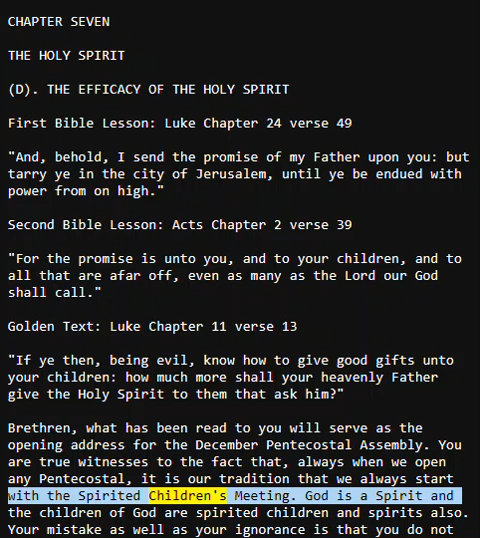 CHAPTER SEVEN
THE HOLY SPIRIT
(D). THE EFFICACY OF THE HOLY SPIRIT
First Bible Lesson: Luke Chapter 24 verse 49
"And, behold, I send the promise of my Father upon you: but
tarry ye in the city of Jerusalem, until ye be endued with
power from on high."
Second Bible Lesson: Acts Chapter 2 verse 39
"For the promise is unto you, and to your children, and to
all that are afar off, even as many as the Lord our God
shall call."
Golden Text: Luke Chapter 11 verse 13
"If ye then, being evil, know how to give good gifts unto
your children: how much more shall your heavenly Father
give the Holy Spirit to them that ask him?"
Brethren, what has been read to you will serve as the
opening address for the December Pentecostal Assembly. You
are true witnesses to the fact that, always when we open
any Pentecostal, it is our tradition that we always start
with the Spirited Children's Meeting. God is a Spirit and
the children of God are spirited children and spirits also.
Your mistake as well as your ignorance is that you do not